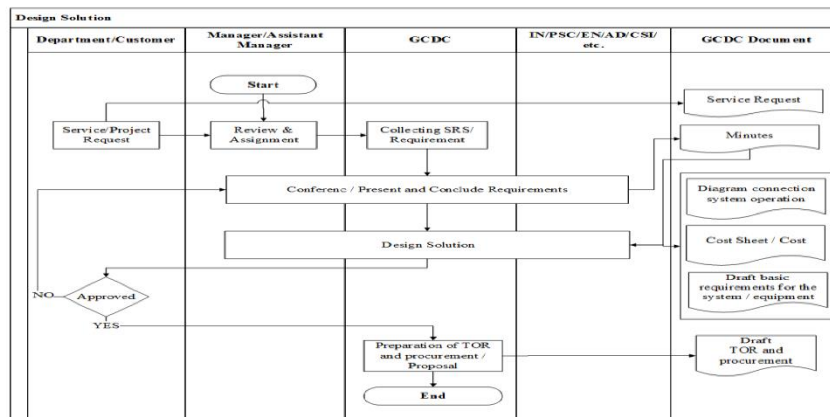 Design Solution
Department/Customer
Manager/Assistant
Manager
GCDC
IN/PSC/EN/AD/CSI/
etc.
GCDC Document
Start
Service Request
Service/Project
Request
Review &
Assignment
Collecting SRS/
Requirement
Minutes
Conferenc / Present and Conclude Requirements
Diagram connection
system operation
Design Solution
Cost Sheet / Cost
Draft basic
requirements for the
system / equipment
NO
Approved
YES
Preparation of TOR
and procurement /
Proposal
Draft
TOR and
procurement
End